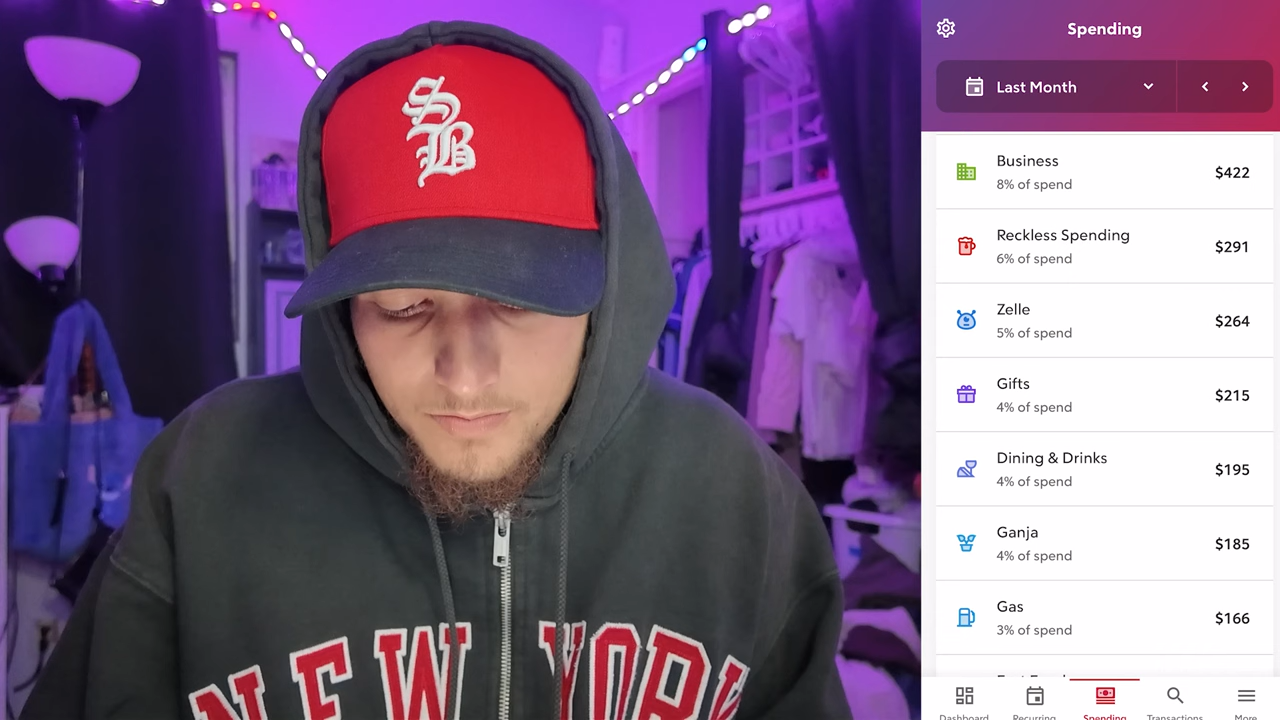 SB
NEW YORK
Spending
Last Month
Business
8% of spend
$422
Reckless Spending
6% of spend
$291
Zelle
5% of spend
$264
Gifts
4% of spend
$215
Dining & Drinks
4% of spend
$195
Ganja
4% of spend
$185
Gas
3% of spend
$166
Dashboard
Recurring
Spending
Transactions
More